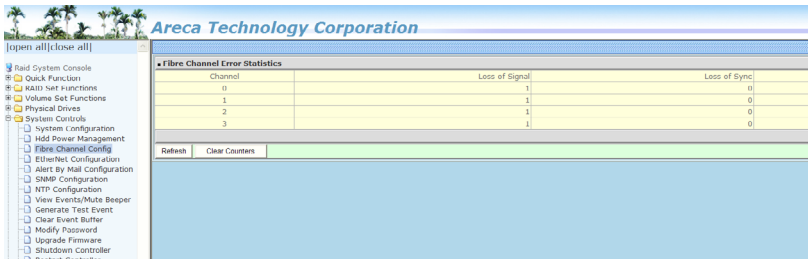 Areca Technology Corporation
|open all|close all|
Raid System Console
Quick Function
RAID Set Functions
Volume Set Functions
Physical Drives
System Controls
System Configuration
Hdd Power Management
Fibre Channel Config
EtherNet Configuration
Alert By Mail Configuration
SNMP Configuration
NTP Configuration
View Events/Mute Beeper
Generate Test Event
Clear Event Buffer
Modify Password
Upgrade Firmware
Shutdown Controller
Restart Controller
Fibre Channel Error Statistics
Channel Loss of Signal Loss of Sync
0 1 0
1 1 0
2 1 0
3 1 0
Refresh Clear Counters